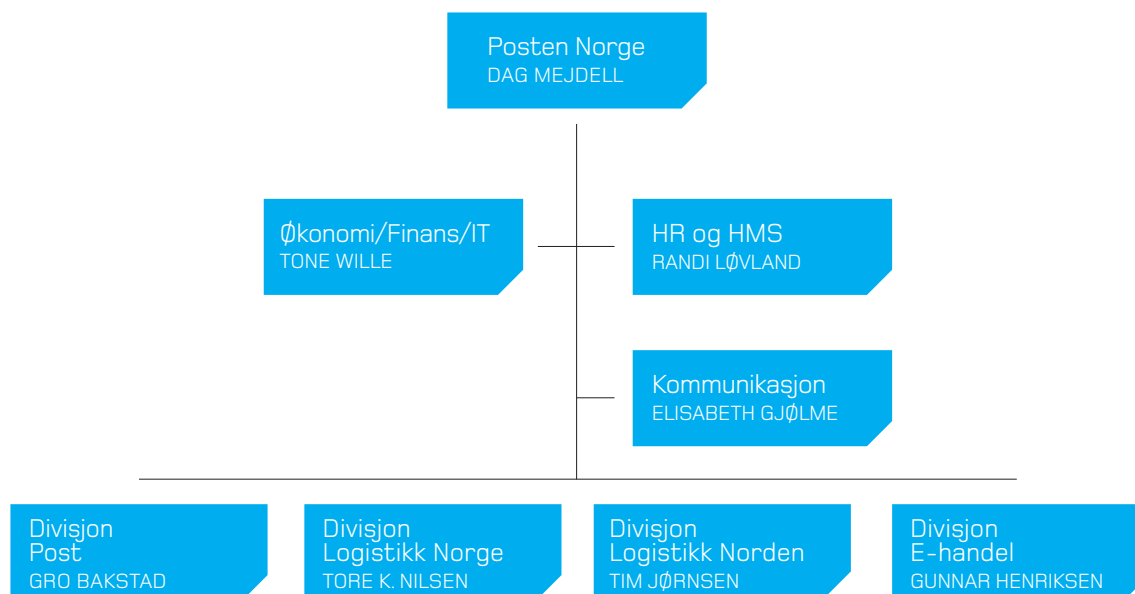 Posten Norge
DAG MEJDELL
Økonomi/Finans/IT
TONE WILLE
HR og HMS
RANDI LØVLAND
Kommunikasjon
ELISABETH GJØLME
Divisjon
Post
GRO BAKSTAD
Divisjon
Logistikk Norge
TORE K. NILSEN
Divisjon
Logistikk Norden
TIM JØRNSEN
Divisjon
E-handel
GUNNAR HENRIKSEN